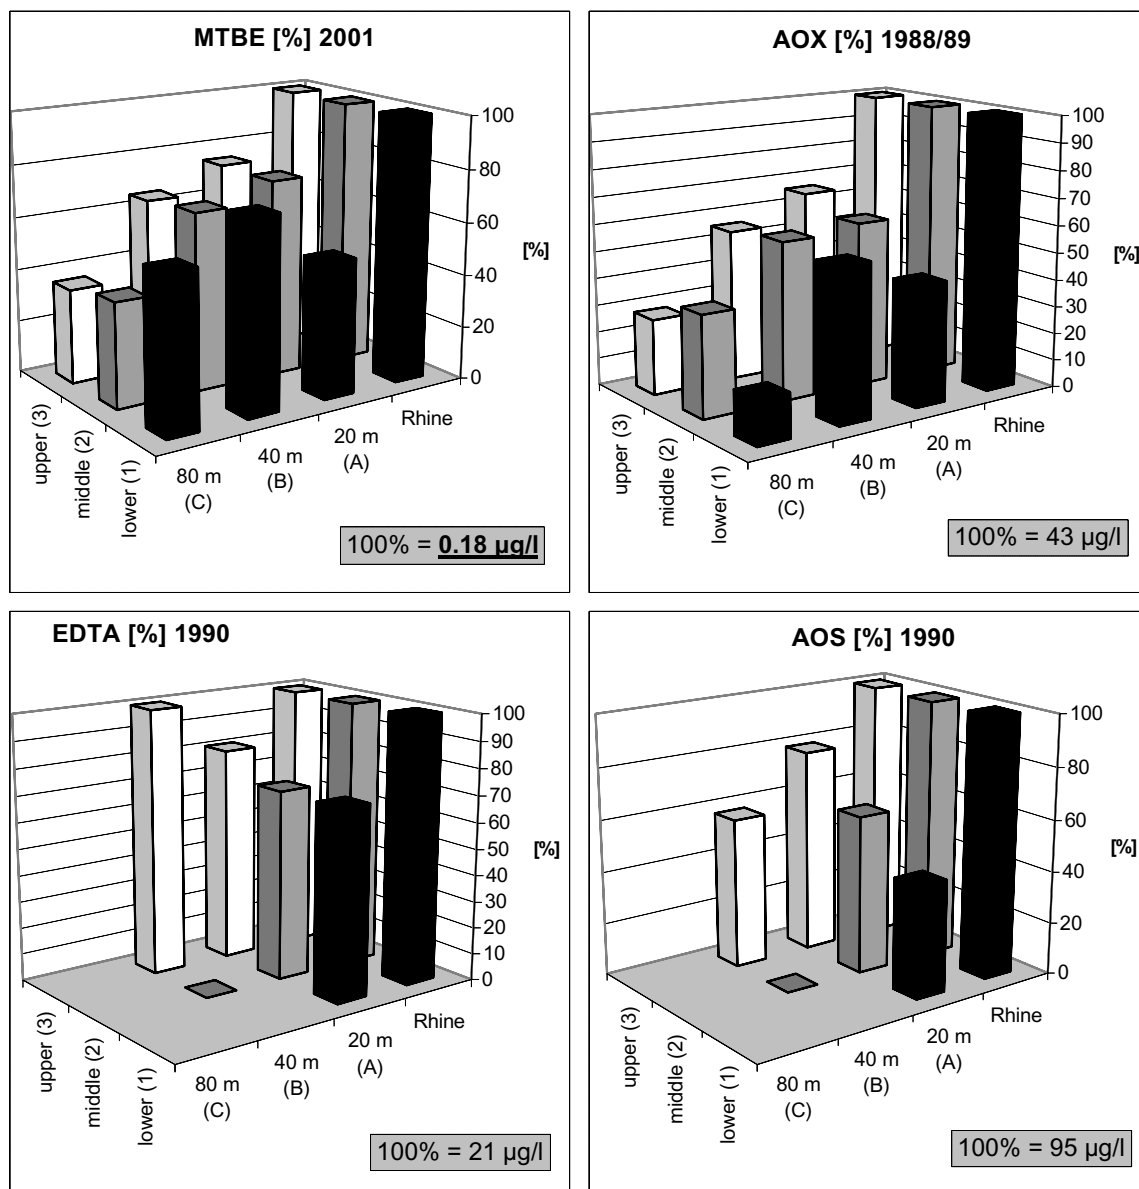 MTBE [%] 2001
100
80
60
[%]
40
20
0
Rhine
20 m
(A)
40 m
(B)
80 m
(C)
upper (3)
middle (2)
lower (1)
100% = 0.18 µg/l
AOX [%] 1988/89
100
90
80
70
60
[%]
50
40
30
20
10
0
Rhine
20 m
(A)
40 m
(B)
80 m
(C)
upper (3)
middle (2)
lower (1)
100% = 43 µg/l
EDTA [%] 1990
100
90
80
70
60
50
[%]
40
30
20
10
0
Rhine
20 m
(A)
40 m
(B)
80 m
(C)
upper (3)
middle (2)
lower (1)
100% = 21 µg/l
AOS [%] 1990
100
80
60
[%]
40
20
0
Rhine
20 m
(A)
40 m
(B)
80 m
(C)
upper (3)
middle (2)
lower (1)
100% = 95 µg/l